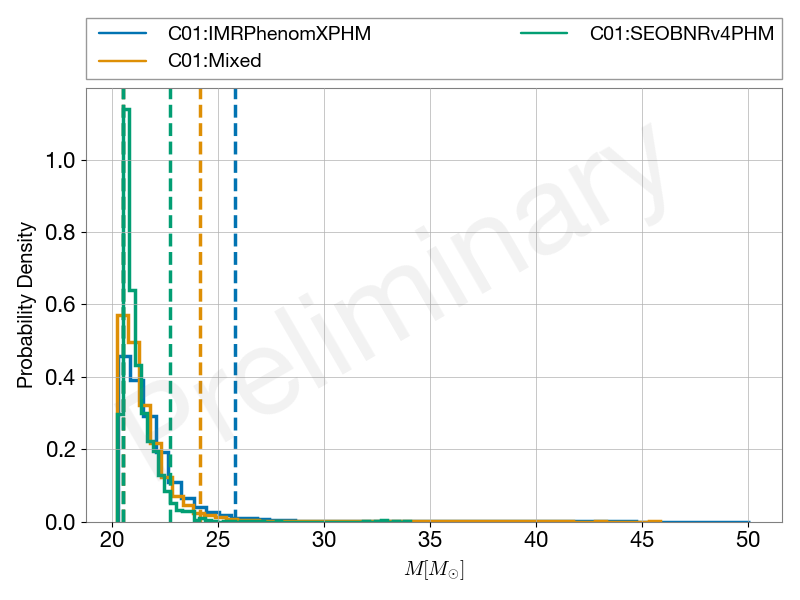 C01:IMRPhenomXPHM C01:SEOBNRv4PHM
C01:Mixed
Preliminary
Probability Density
1.0
0.8
0.6
0.4
0.2
0.0
20 25 30 35 40 45 50
M[M⊙]